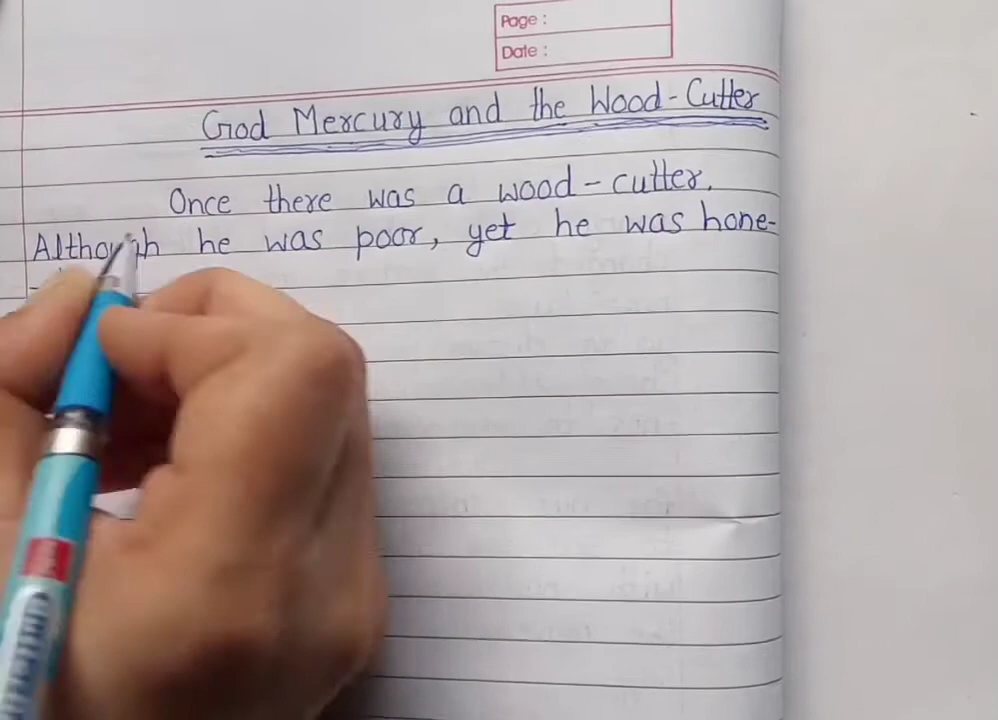 Page :
Date :
God Mercury and the Wood-Cutter
Once there was a wood-cutter.
Although he was poor, yet he was hone-